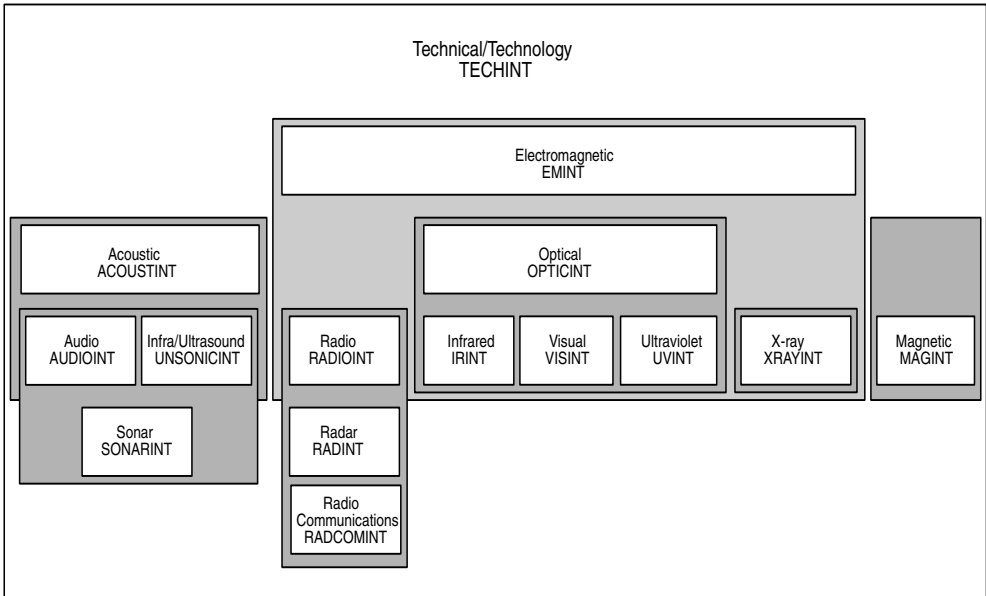 Technical/Technology
TECHINT
Electromagnetic
EMINT
Acoustic
ACOUSTINT
Optical
OPTICINT
Audio
AUDIOINT
Infra/Ultrasound
UNSONICINT
Radio
RADIOINT
Infrared
IRINT
Visual
VISINT
Ultraviolet
UVINT
X-ray
XRAYINT
Magnetic
MAGINT
Sonar
SONARINT
Radar
RADINT
Radio
Communications
RADCOMINT